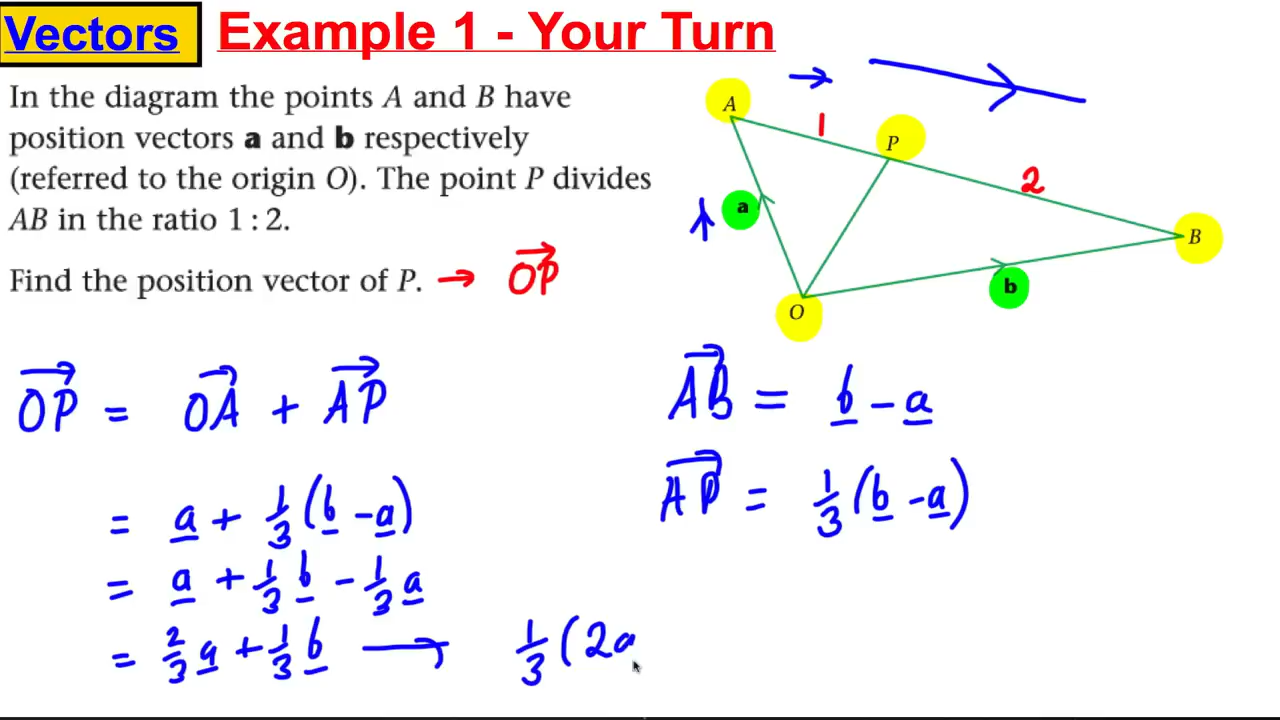 Vectors Example 1 - Your Turn
In the diagram the points A and B have
position vectors a and b respectively
(referred to the origin O). The point P divides
AB in the ratio 1 : 2.
Find the position vector of P. → OP
A
1
P
2
B
a
b
O
OP = OA + AP
= a + 1/3 (b - a)
= a + 1/3 b - 1/3 a
= 2/3 a + 1/3 b → 1/3 (2a
AB = b - a
AP = 1/3 (b - a)